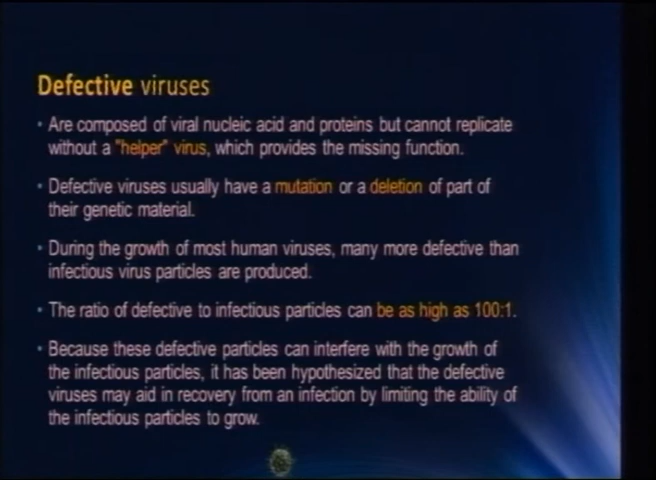 Defective viruses
• Are composed of viral nucleic acid and proteins but cannot replicate
without a "helper" virus, which provides the missing function.
• Defective viruses usually have a mutation or a deletion of part of
their genetic material.
• During the growth of most human viruses, many more defective than
infectious virus particles are produced.
• The ratio of defective to infectious particles can be as high as 100:1.
• Because these defective particles can interfere with the growth of
the infectious particles, it has been hypothesized that the defective
viruses may aid in recovery from an infection by limiting the ability of
the infectious particles to grow.